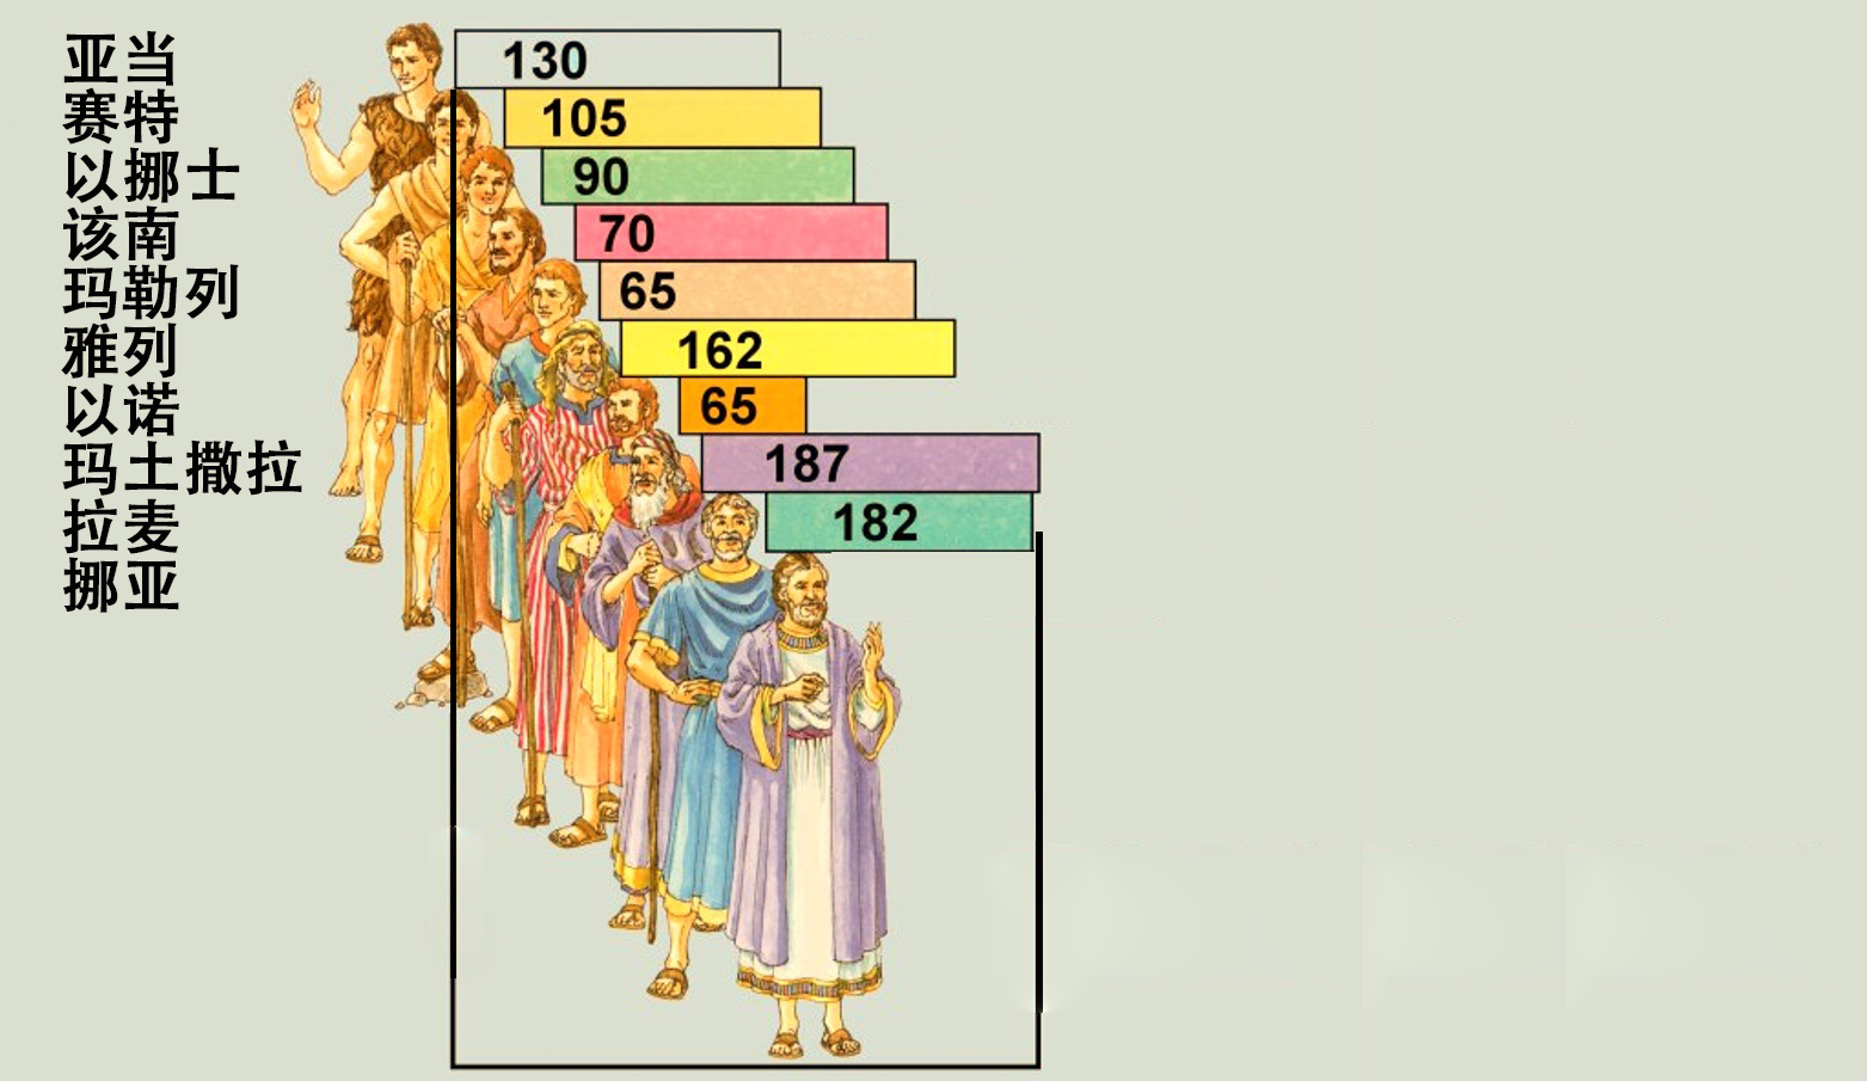 亚当 130
赛特 105
以挪士 90
该南 70
玛勒列 65
雅列 162
以诺 65
玛土撒拉 187
拉麦 182
挪亚